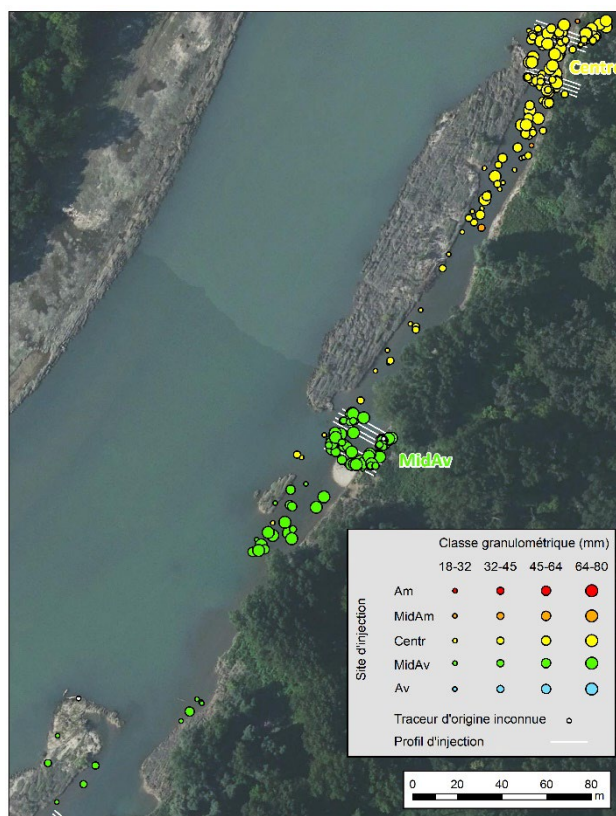 Centr
MidAv
Classe granulométrique (mm)
18-32 32-45 45-64 64-80
Site d'injection
Am
MidAm
Centr
MidAv
Av
Traceur d'origine inconnue
Profil d'injection
0 20 40 60 80
m